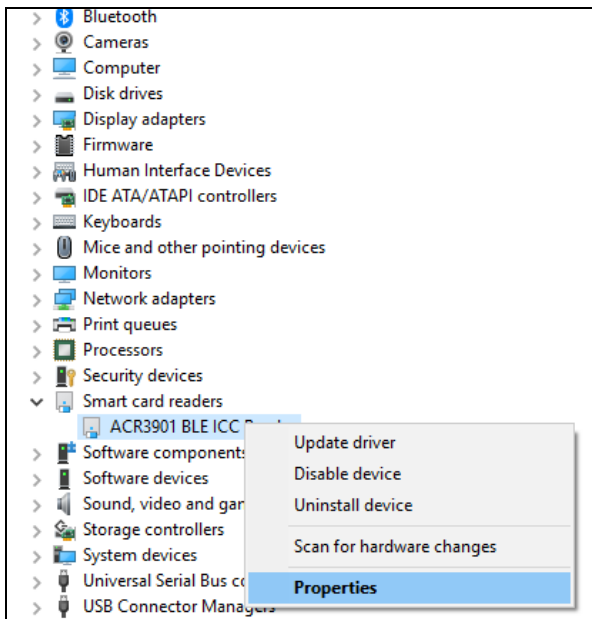 Bluetooth
Cameras
Computer
Disk drives
Display adapters
Firmware
Human Interface Devices
IDE ATA/ATAPI controllers
Keyboards
Mice and other pointing devices
Monitors
Network adapters
Print queues
Processors
Security devices
Smart card readers
ACR3901 BLE ICC
Software components
Software devices
Sound, video and
Storage controllers
System devices
Universal Serial Bus
USB Connector Managers
Update driver
Disable device
Uninstall device
Scan for hardware changes
Properties